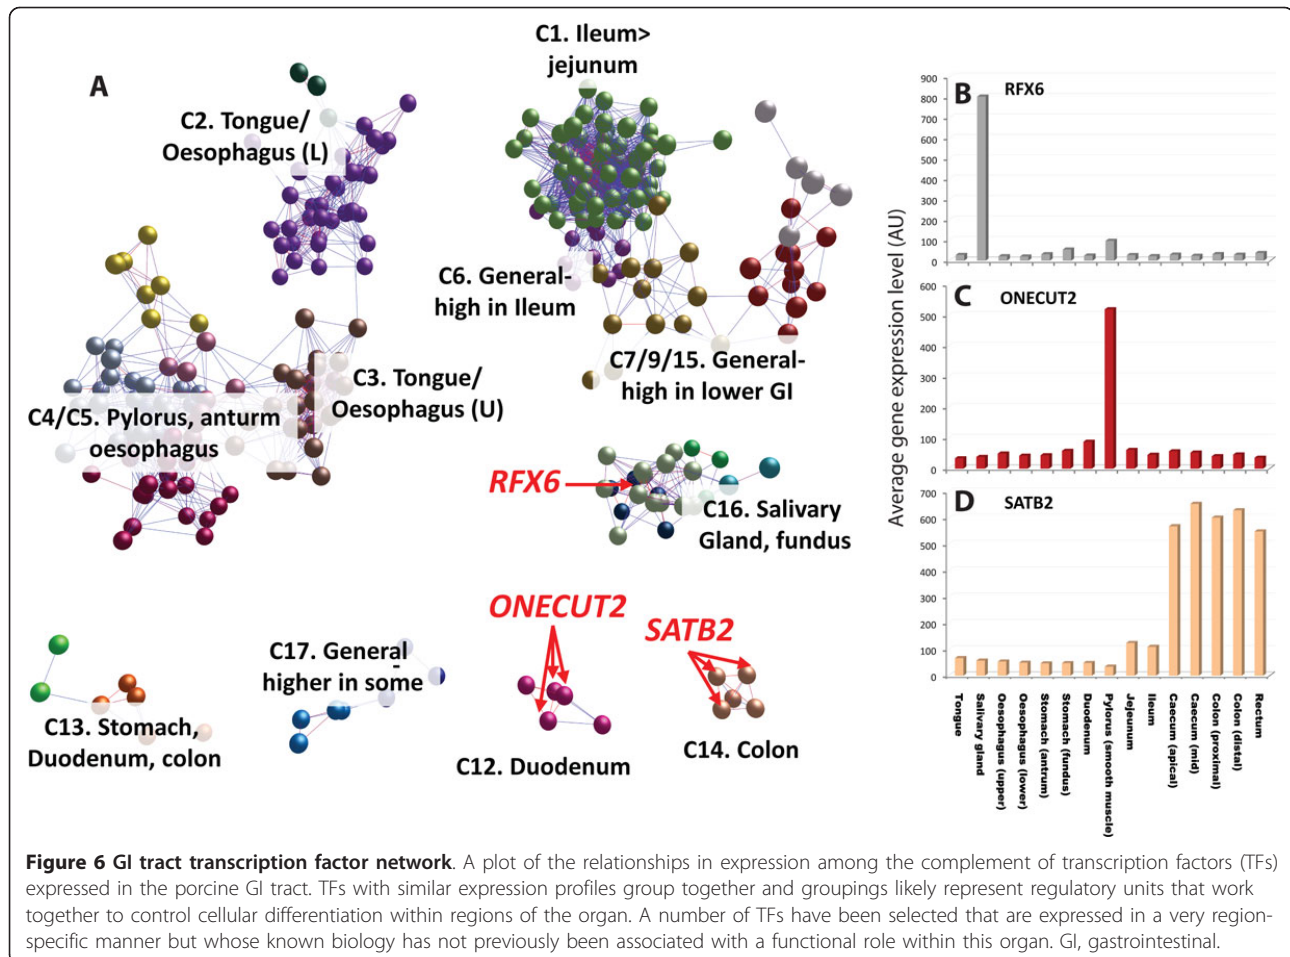 A
C1. Ileum>
jejunum
C2. Tongue/
Oesophagus (L)
C6. General-
high in Ileum
C3. Tongue/
Oesophagus (U)
C7/9/15. General-
high in lower GI
C4/C5. Pylorus, anturm
oesophagus
RFX6
C16. Salivary
Gland, fundus
ONECUT2
SATB2
C17. General
-
higher in some
C13. Stomach,
Duodenum, colon
C12. Duodenum
C14. Colon
Average gene expression level (AU)
B RFX6
900
800
700
600
500
400
300
200
100
0
C ONECUT2
600
500
400
300
200
100
0
D SATB2
700
600
500
400
300
200
100
0
Tongue
Salivary gland
Oesophagus (upper)
Oesophagus (lower)
Stomach (antrum)
Stomach (fundus)
Duodenum
Pylorus (smooth muscle)
Jejeunum
Ileum
Caecum (apical)
Caecum (mid)
Colon (proximal)
Colon (distal)
Rectum
Figure 6 GI tract transcription factor network. A plot of the relationships in expression among the complement of transcription factors (TFs)
expressed in the porcine GI tract. TFs with similar expression profiles group together and groupings likely represent regulatory units that work
together to control cellular differentiation within regions of the organ. A number of TFs have been selected that are expressed in a very region-
specific manner but whose known biology has not previously been associated with a functional role within this organ. GI, gastrointestinal.